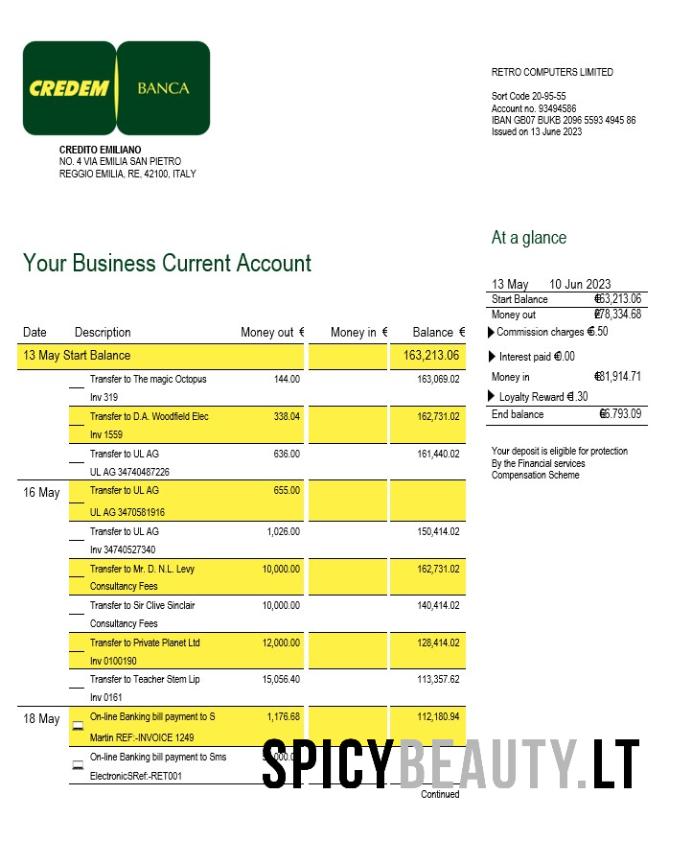 CREDEM BANCA
CREDITO EMILIANO
NO. 4 VIA EMILIA SAN PIETRO
REGGIO EMILIA, RE, 42100, ITALY
RETRO COMPUTERS LIMITED
Sort Code 20-95-55
Account no. 93494586
IBAN GB07 BUKB 2096 5593 4945 86
Issued on 13 June 2023
At a glance
13 May 10 Jun 2023
Start Balance €63,213.06
Money out €78,334.68
Commission charges €6.50
Interest paid €0.00
Money in €81,914.71
Loyalty Reward €1.30
End balance €6.793.09
Your deposit is eligible for protection
By the Financial services
Compensation Scheme
Your Business Current Account
Date Description Money out € Money in € Balance €
13 May Start Balance 163,213.06
Transfer to The magic Octopus 144.00 163,069.02
Inv 319
Transfer to D.A. Woodfield Elec 338.04 162,731.02
Inv 1559
Transfer to UL AG 636.00 161,440.02
UL AG 34740487226
16 May Transfer to UL AG 655.00
UL AG 3470581916
Transfer to UL AG 1,026.00 150,414.02
Inv 34740527340
Transfer to Mr. D. N.L. Levy 10,000.00 162,731.02
Consultancy Fees
Transfer to Sir Clive Sinclair 10,000.00 140,414.02
Consultancy Fees
Transfer to Private Planet Ltd 12,000.00 128,414.02
Inv 0100190
Transfer to Teacher Stem Lip 15,056.40 113,357.62
Inv 0161
18 May On-line Banking bill payment to S 1,176.68 112,180.94
Martin REF:-INVOICE 1249
On-line Banking bill payment to Sms
ElectronicSRef:-RET001
SPICYBEAUTY.LT
Continued